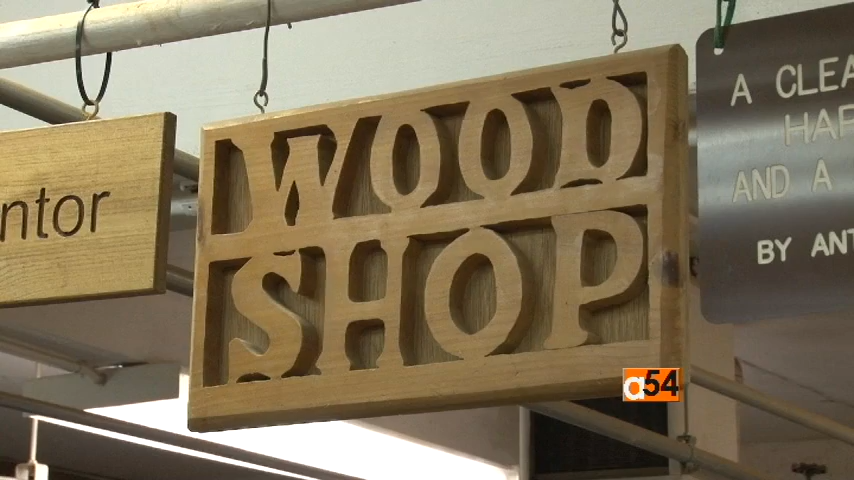 ntor
WOOD
SHOP
A CLEA
HAP
AND A
BY ANT
a54